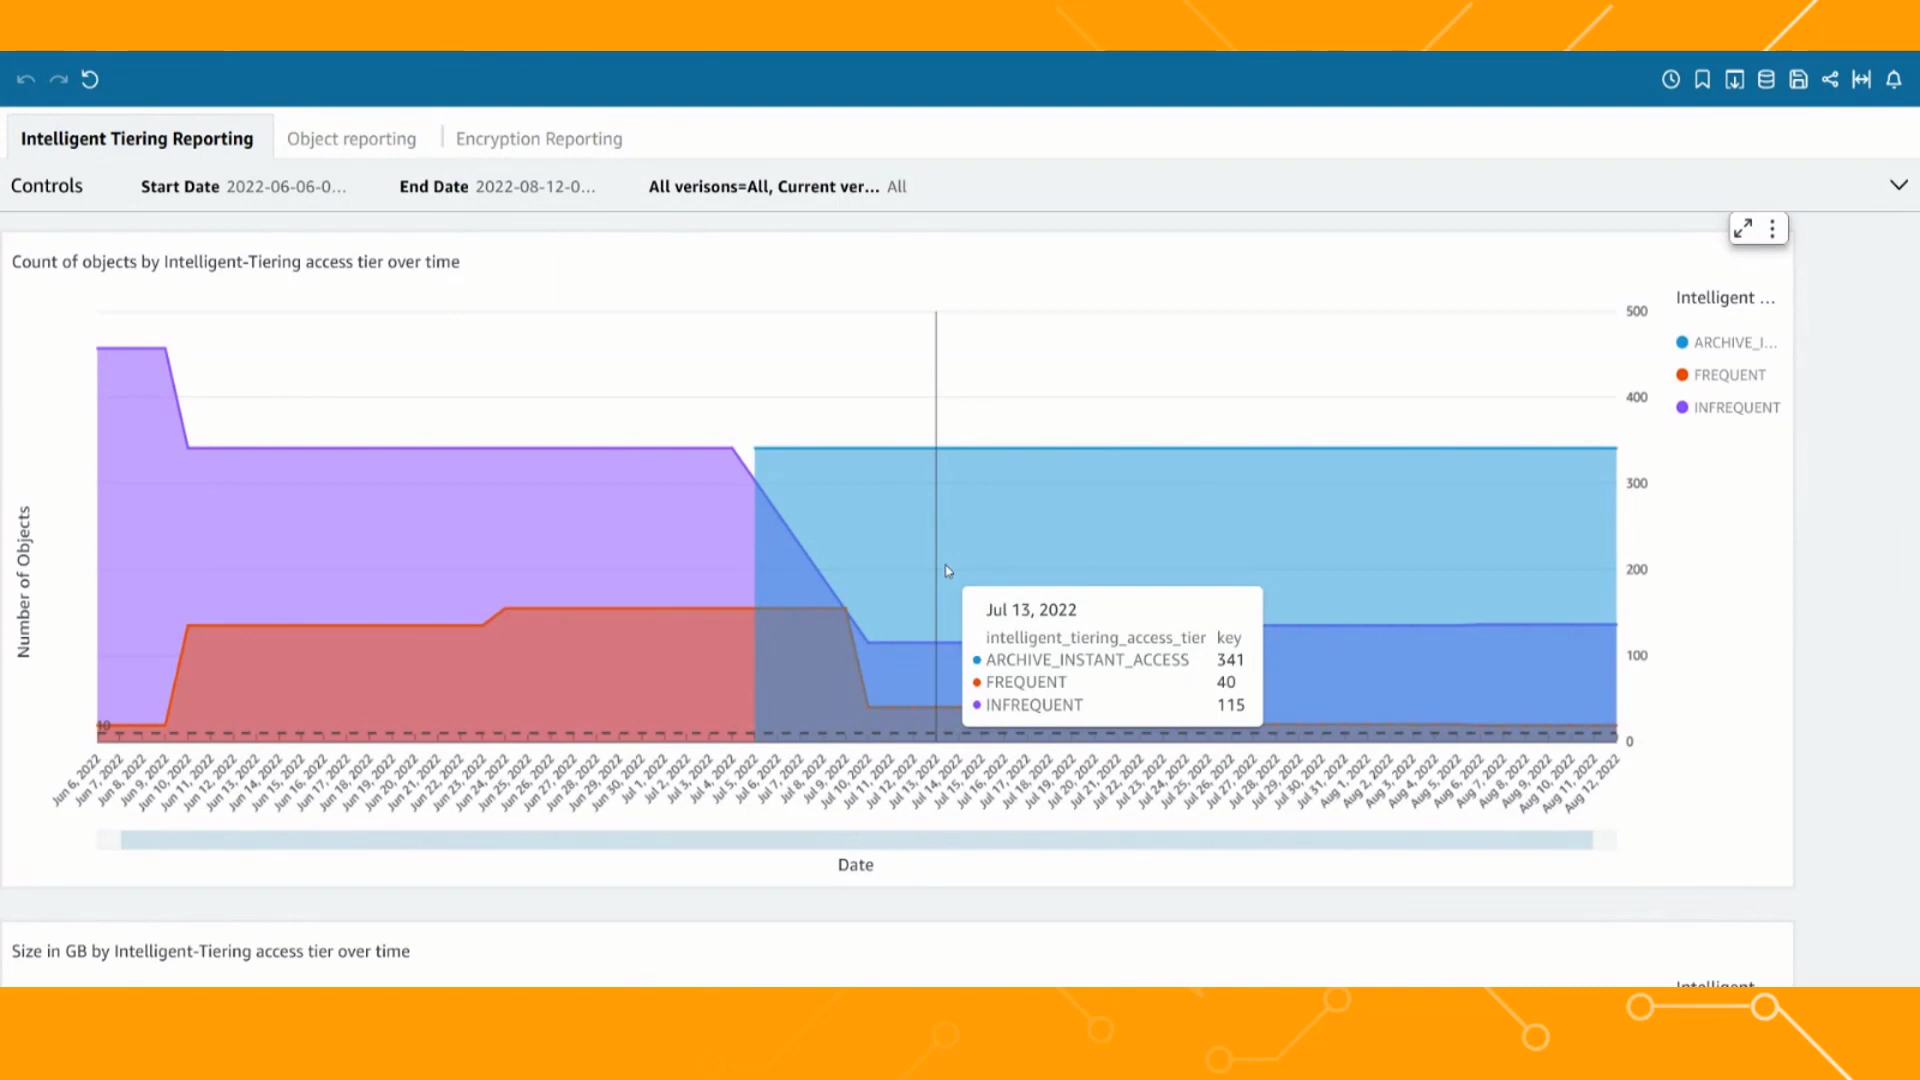 Intelligent Tiering Reporting
Object reporting
Encryption Reporting
Controls
Start Date 2022-06-06-0...
End Date 2022-08-12-0...
All verisons=All, Current ver... All
Count of objects by Intelligent-Tiering access tier over time
Intelligent ...
ARCHIVE_I...
FREQUENT
INFREQUENT
500
400
300
200
100
0
Number of Objects
10
Jul 13, 2022
intelligent_tiering_access_tier key
ARCHIVE_INSTANT_ACCESS 341
FREQUENT 40
INFREQUENT 115
Jun 6, 2022
Jun 7, 2022
Jun 8, 2022
Jun 9, 2022
Jun 10, 2022
Jun 11, 2022
Jun 12, 2022
Jun 13, 2022
Jun 14, 2022
Jun 15, 2022
Jun 16, 2022
Jun 17, 2022
Jun 18, 2022
Jun 19, 2022
Jun 20, 2022
Jun 21, 2022
Jun 22, 2022
Jun 23, 2022
Jun 24, 2022
Jun 25, 2022
Jun 26, 2022
Jun 27, 2022
Jun 28, 2022
Jun 29, 2022
Jun 30, 2022
Jul 1, 2022
Jul 2, 2022
Jul 3, 2022
Jul 4, 2022
Jul 5, 2022
Jul 6, 2022
Jul 7, 2022
Jul 8, 2022
Jul 9, 2022
Jul 10, 2022
Jul 11, 2022
Jul 12, 2022
Jul 13, 2022
Jul 14, 2022
Jul 15, 2022
Jul 16, 2022
Jul 17, 2022
Jul 18, 2022
Jul 19, 2022
Jul 20, 2022
Jul 21, 2022
Jul 22, 2022
Jul 23, 2022
Jul 24, 2022
Jul 25, 2022
Jul 26, 2022
Jul 27, 2022
Jul 28, 2022
Jul 29, 2022
Jul 30, 2022
Jul 31, 2022
Aug 1, 2022
Aug 2, 2022
Aug 3, 2022
Aug 4, 2022
Aug 5, 2022
Aug 6, 2022
Aug 7, 2022
Aug 8, 2022
Aug 9, 2022
Aug 10, 2022
Aug 11, 2022
Aug 12, 2022
Date
Size in GB by Intelligent-Tiering access tier over time